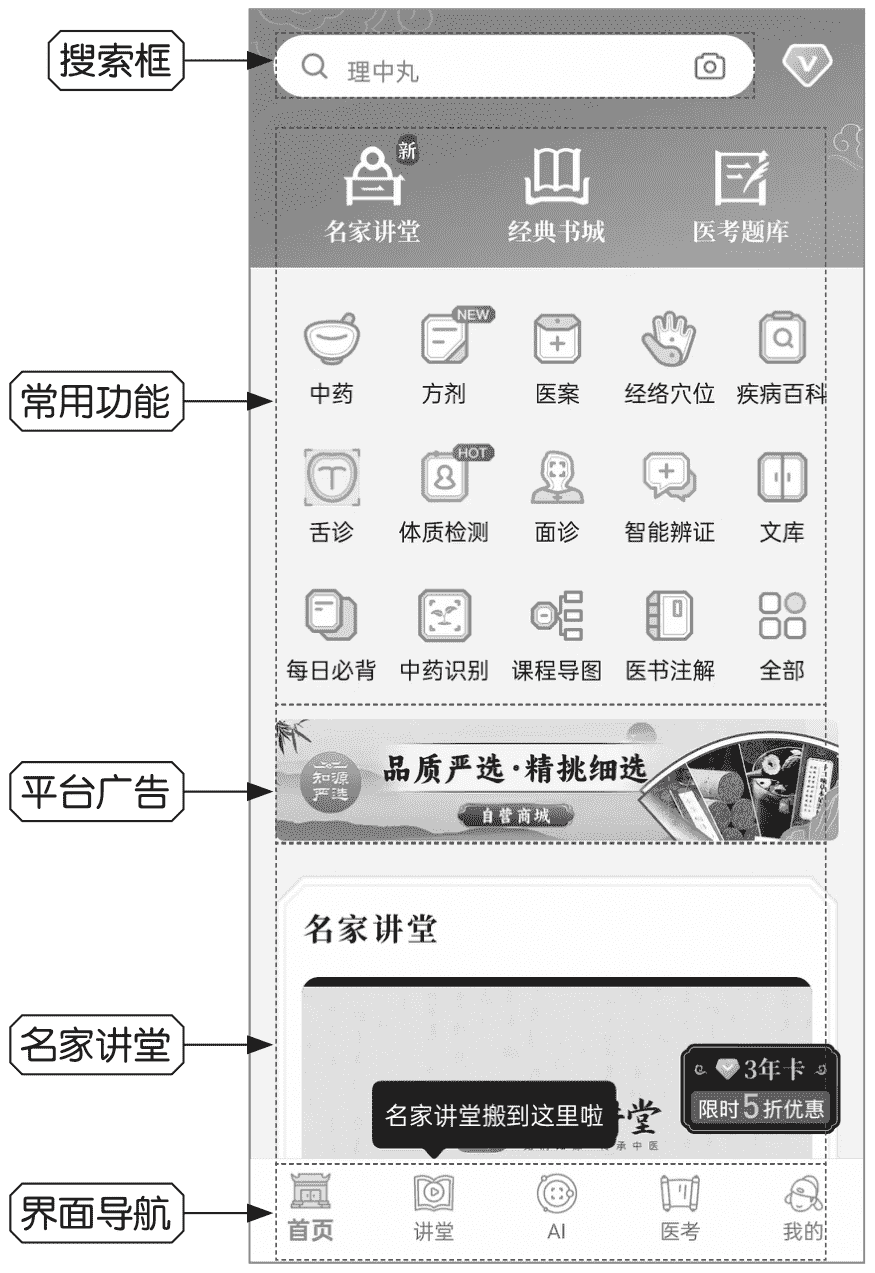 搜索框
理中丸
新
名家讲堂
经典书城
医考题库
常用功能
NEW
中药
方剂
医案
经络穴位
疾病百科
HOT
舌诊
体质检测
面诊
智能辨证
文库
每日必背
中药识别
课程导图
医书注解
全部
平台广告
知源
严选
品质严选·精挑细选
自营商城
名家讲堂
名家讲堂
3年卡
限时5折优惠
名家讲堂搬到这里啦
堂
承中医
界面导航
首页
讲堂
AI
医考
我的